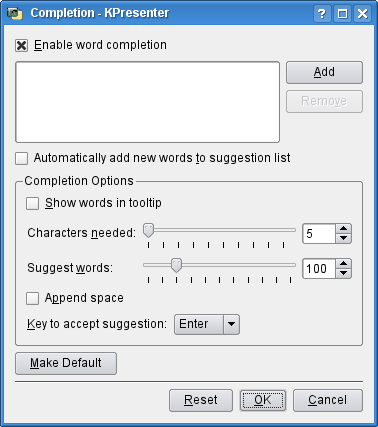 Completion - KPresenter
Enable word completion
Add
Remove
Automatically add new words to suggestion list
Completion Options
Show words in tooltip
Characters needed: 5
Suggest words: 100
Append space
Key to accept suggestion: Enter
Make Default
Reset OK Cancel